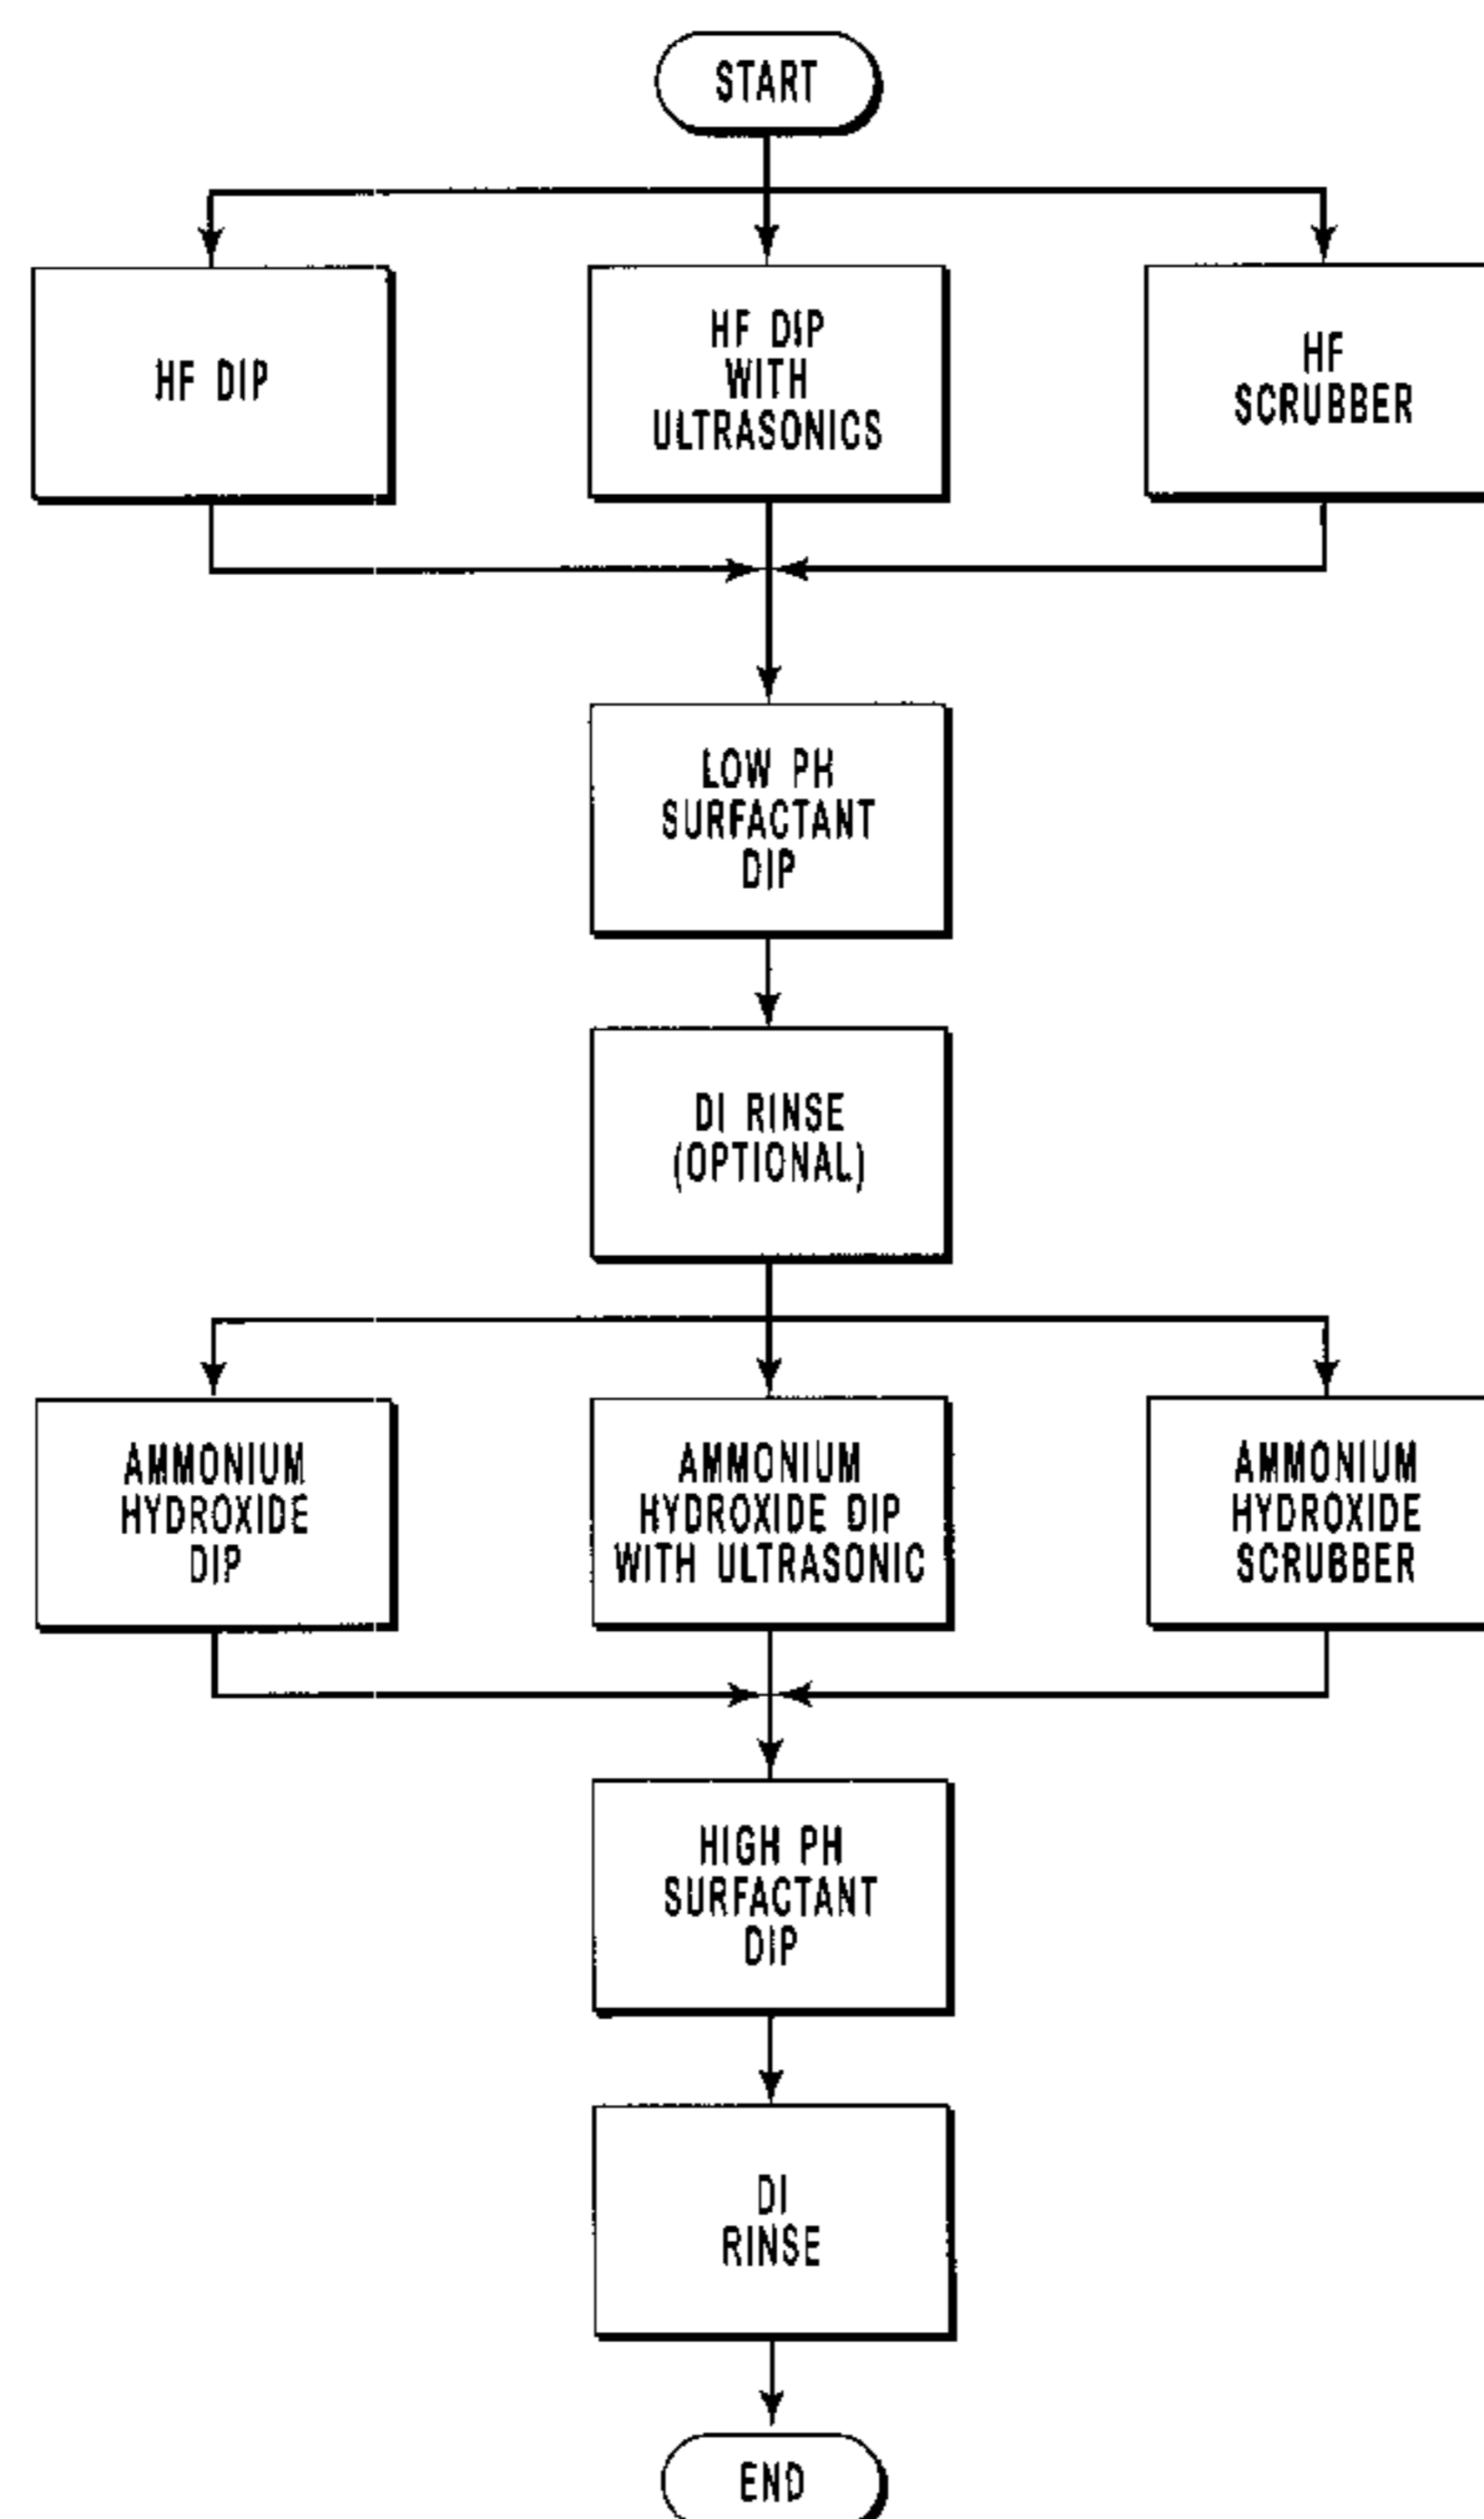 START
HF DIP
HF DIP
WITH
ULTRASONICS
HF
SCRUBBER
LOW PH
SURFACTANT
DIP
DI RINSE
(OPTIONAL)
AMMONIUM
HYDROXIDE
DIP
AMMONIUM
HYDROXIDE DIP
WITH ULTRASONIC
AMMONIUM
HYDROXIDE
SCRUBBER
HIGH PH
SURFACTANT
DIP
DI
RINSE
END